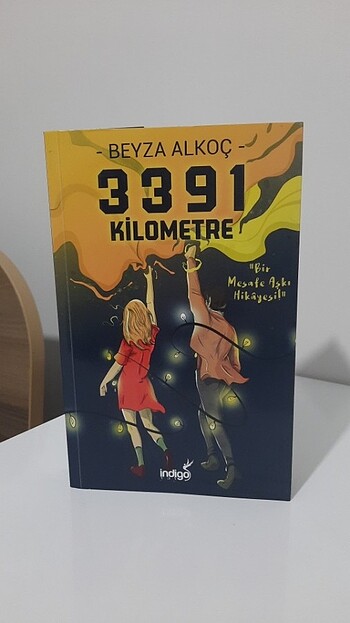 - BEYZA ALKOÇ -
3391
KİLOMETRE
"Bir
Mesafe Aşkı
Hikâyesi!"
indigo